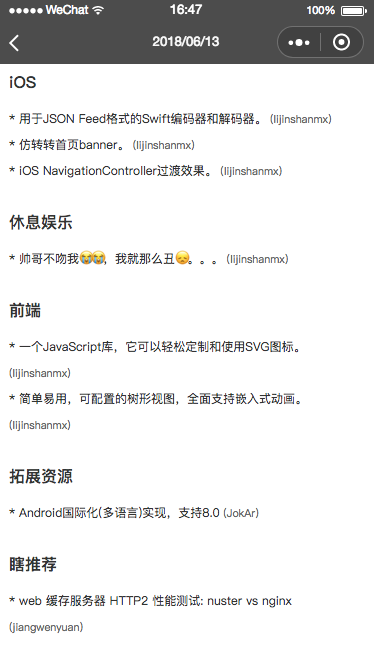 WeChat 16:47 100%
2018/06/13
iOS
* 用于JSON Feed格式的Swift编码器和解码器。 (lijinshanmx)
* 仿转转首页banner。 (lijinshanmx)
* iOS NavigationController过渡效果。 (lijinshanmx)
休息娱乐
* 帅哥不吻我😭😭，我就那么丑😞。。。 (lijinshanmx)
前端
* 一个JavaScript库，它可以轻松定制和使用SVG图标。
(lijinshanmx)
* 简单易用，可配置的树形视图，全面支持嵌入式动画。
(lijinshanmx)
拓展资源
* Android国际化(多语言)实现，支持8.0 (JokAr)
瞎推荐
* web 缓存服务器 HTTP2 性能测试: nuster vs nginx
(jiangwenyuan)